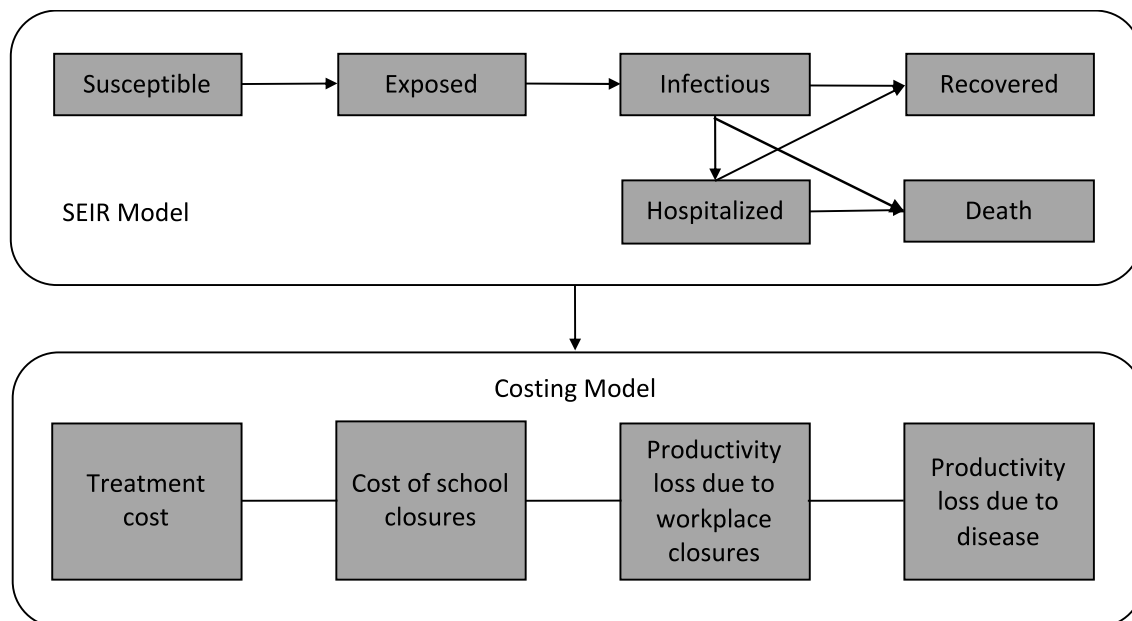 Susceptible
Exposed
Infectious
Recovered
Hospitalized
Death
SEIR Model
Costing Model
Treatment
cost
Cost of school
closures
Productivity
loss due to
workplace
closures
Productivity
loss due to
disease